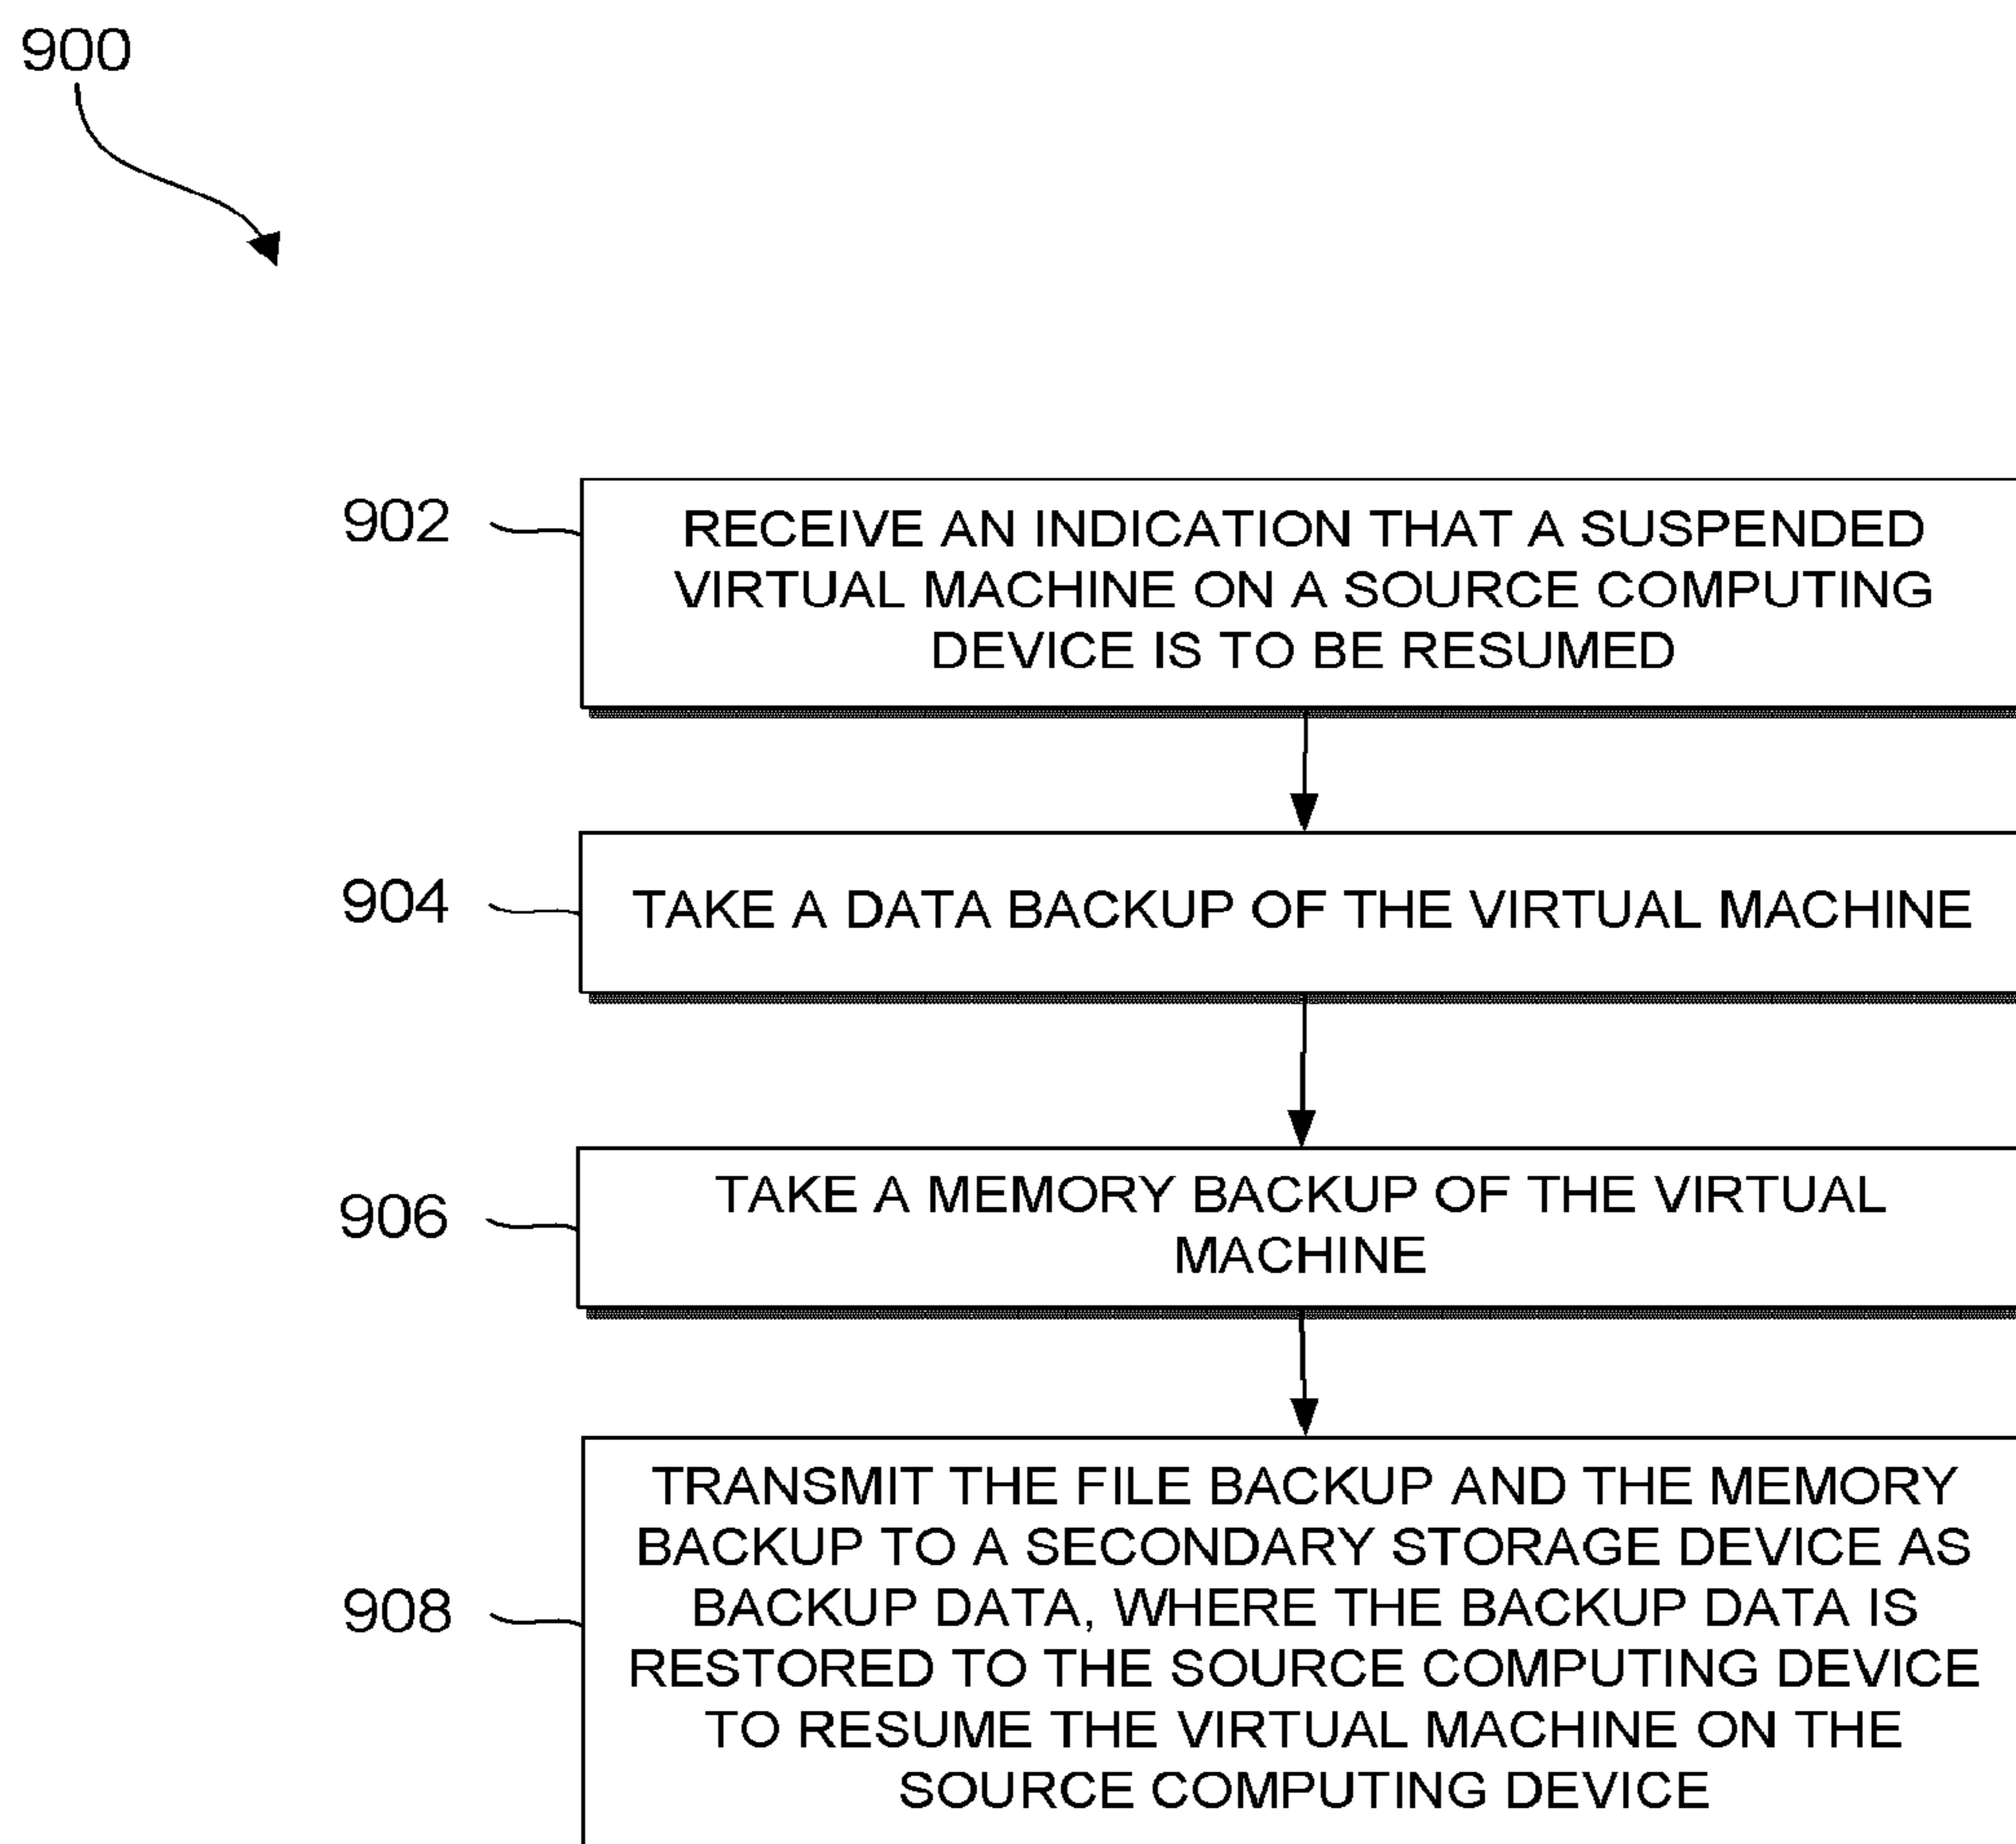 900
902
RECEIVE AN INDICATION THAT A SUSPENDED
VIRTUAL MACHINE ON A SOURCE COMPUTING
DEVICE IS TO BE RESUMED
904
TAKE A DATA BACKUP OF THE VIRTUAL MACHINE
906
TAKE A MEMORY BACKUP OF THE VIRTUAL
MACHINE
908
TRANSMIT THE FILE BACKUP AND THE MEMORY
BACKUP TO A SECONDARY STORAGE DEVICE AS
BACKUP DATA, WHERE THE BACKUP DATA IS
RESTORED TO THE SOURCE COMPUTING DEVICE
TO RESUME THE VIRTUAL MACHINE ON THE
SOURCE COMPUTING DEVICE